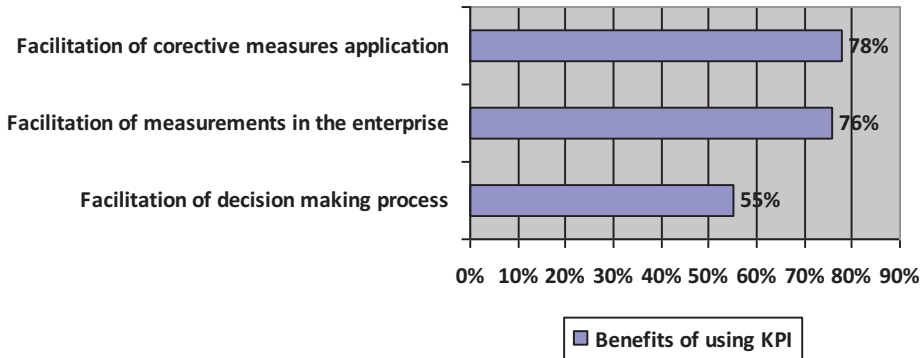 Facilitation of corective measures application
78%
Facilitation of measurements in the enterprise
76%
Facilitation of decision making process
55%
0% 10% 20% 30% 40% 50% 60% 70% 80% 90%
Benefits of using KPI